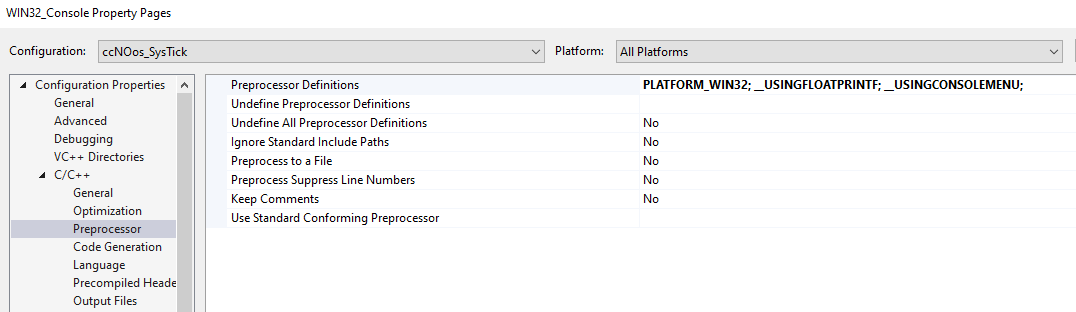 WIN32_Console Property Pages
Configuration: ccNOos_SysTick Platform: All Platforms
Configuration Properties
General
Advanced
Debugging
VC++ Directories
C/C++
General
Optimization
Preprocessor
Code Generation
Language
Precompiled Heade
Output Files
Preprocessor Definitions PLATFORM_WIN32; __USINGFLOATPRINTF; __USINGCONSOLEMENU;
Undefine Preprocessor Definitions
Undefine All Preprocessor Definitions No
Ignore Standard Include Paths No
Preprocess to a File No
Preprocess Suppress Line Numbers No
Keep Comments No
Use Standard Conforming Preprocessor